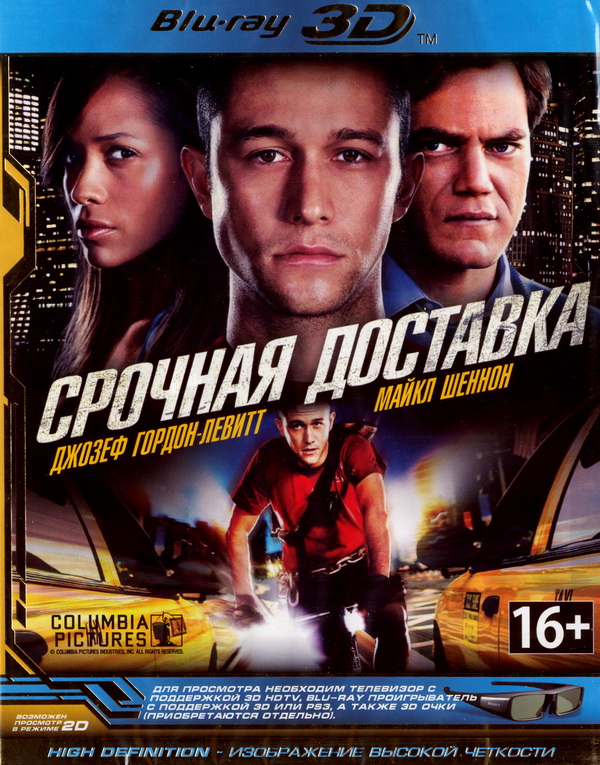 Blu-ray 3D™
СРОЧНАЯ ДОСТАВКА
ДЖОЗЕФ ГОРДОН-ЛЕВИТТ
МАЙКЛ ШЕННОН
COLUMBIA
PICTURES
© COLUMBIA PICTURES INDUSTRIES, INC. ALL RIGHTS RESERVED.
16+
ДЛЯ ПРОСМОТРА НЕОБХОДИМ ТЕЛЕВИЗОР С
ПОДДЕРЖКОЙ 3D HDTV, BLU-RAY ПРОИГРЫВАТЕЛЬ
С ПОДДЕРЖКОЙ 3D ИЛИ PS3, А ТАКЖЕ 3D ОЧКИ
(ПРИОБРЕТАЮТСЯ ОТДЕЛЬНО).
ВОЗМОЖЕН
ПРОСМОТР
В РЕЖИМЕ 2D
HIGH DEFINITION - ИЗОБРАЖЕНИЕ ВЫСОКОЙ ЧЕТКОСТИ